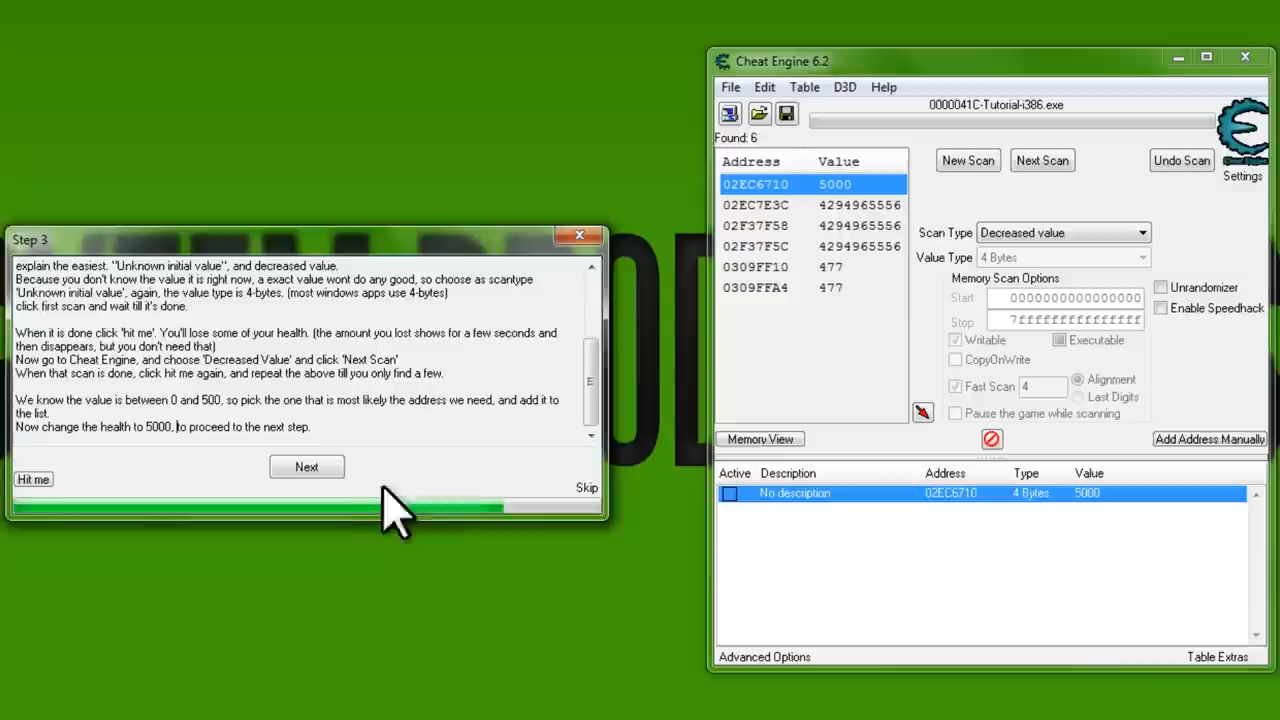 Step 3
explain the easiest. "Unknown initial value", and decreased value.
Because you don't know the value it is right now, a exact value wont do any good, so choose as scantype
'Unknown initial value', again, the value type is 4-bytes. (most windows apps use 4-bytes)
click first scan and wait till it's done.
When it is done click 'hit me'. You'll lose some of your health. (the amount you lost shows for a few seconds and
then disappears, but you don't need that)
Now go to Cheat Engine, and choose 'Decreased Value' and click 'Next Scan'
When that scan is done, click hit me again, and repeat the above till you only find a few.
We know the value is between 0 and 500, so pick the one that is most likely the address we need, and add it to
the list.
Now change the health to 5000, to proceed to the next step.
Next
Hit me
Skip
Cheat Engine 6.2
File Edit Table D3D Help
0000041C-Tutorial-i386.exe
Found: 6
Address Value
02EC6710 5000
02EC7E3C 4294965556
02F37F58 4294965556
02F37F5C 4294965556
0309FF10 477
0309FFA4 477
New Scan Next Scan Undo Scan
Settings
Scan Type Decreased value
Value Type 4 Bytes
Memory Scan Options
Start 0000000000000000
Stop 7fffffffffffffff
Writable Executable
CopyOnWrite
Fast Scan 4 Alignment
Last Digits
Pause the game while scanning
Unrandomizer
Enable Speedhack
Memory View Add Address Manually
Active Description Address Type Value
No description 02EC6710 4 Bytes 5000
Advanced Options Table Extras